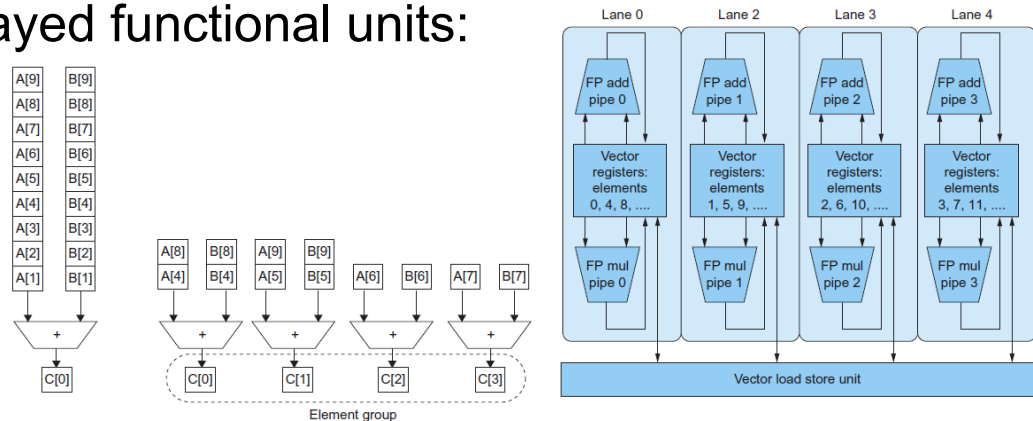 ayed functional units:
A[9] B[9]
A[8] B[8]
A[7] B[7]
A[6] B[6]
A[5] B[5]
A[4] B[4]
A[3] B[3]
A[2] B[2]
A[1] B[1]
+
C[0]
A[8] B[8] A[9] B[9]
A[4] B[4] A[5] B[5] A[6] B[6] A[7] B[7]
+ + + +
C[0] C[1] C[2] C[3]
Element group
Lane 0 Lane 2 Lane 3 Lane 4
FP add FP add FP add FP add
pipe 0 pipe 1 pipe 2 pipe 3
Vector Vector Vector Vector
registers: registers: registers: registers:
elements elements elements elements
0, 4, 8, .... 1, 5, 9, .... 2, 6, 10, .... 3, 7, 11, ....
FP mul FP mul FP mul FP mul
pipe 0 pipe 1 pipe 2 pipe 3
Vector load store unit